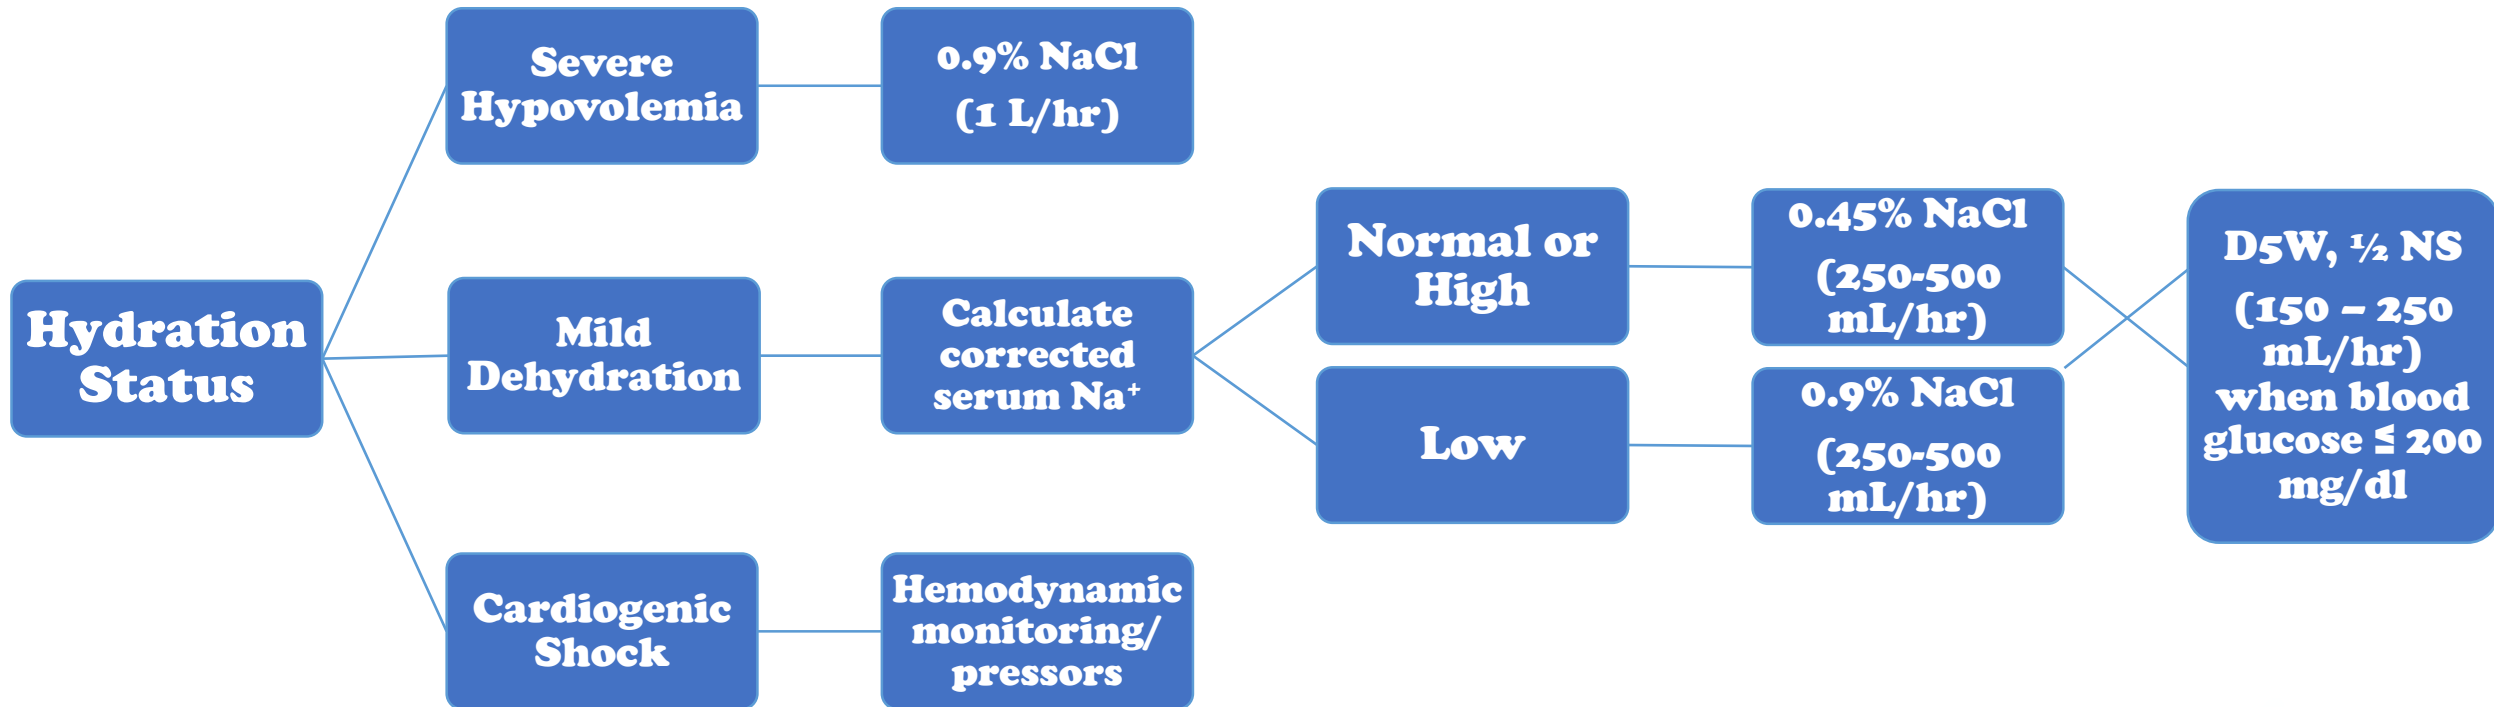 Hydration
Status
Severe
Hypovolemia
0.9% NaCl
(1 L/hr)
Mild
Dehydration
Calculate
corrected
serum Na⁺
Normal or
High
0.45% NaCl
(250-500
mL/hr)
Low
0.9% NaCl
(250-500
mL/hr)
D5W, ½ NS
(150-250
mL/hr)
when blood
glucose ≤ 200
mg/dl
Cardiogenic
Shock
Hemodynamic
monitoring/
pressors